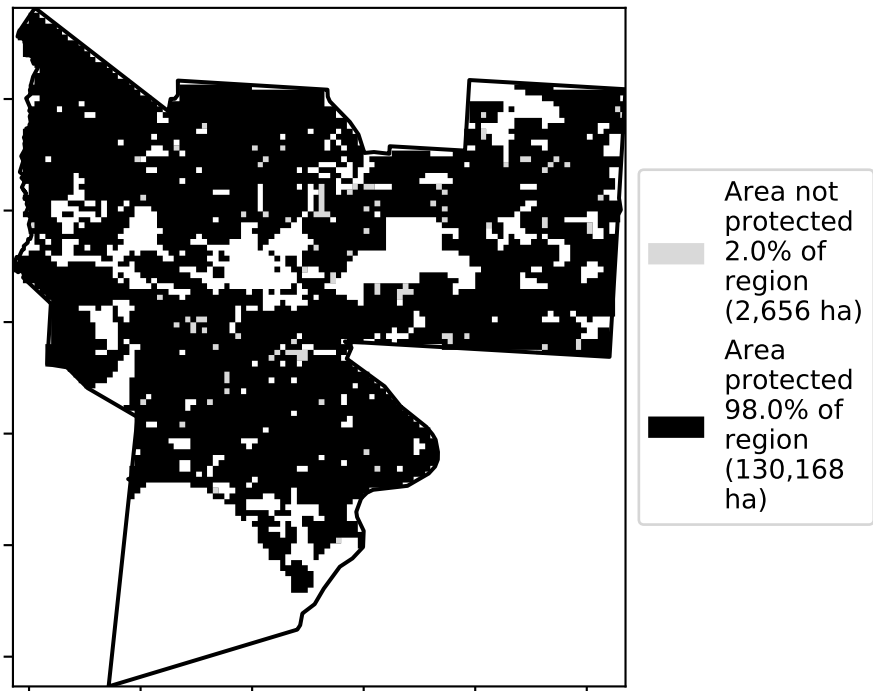 Area not
protected
2.0% of
region
(2,656 ha)
Area
protected
98.0% of
region
(130,168
ha)